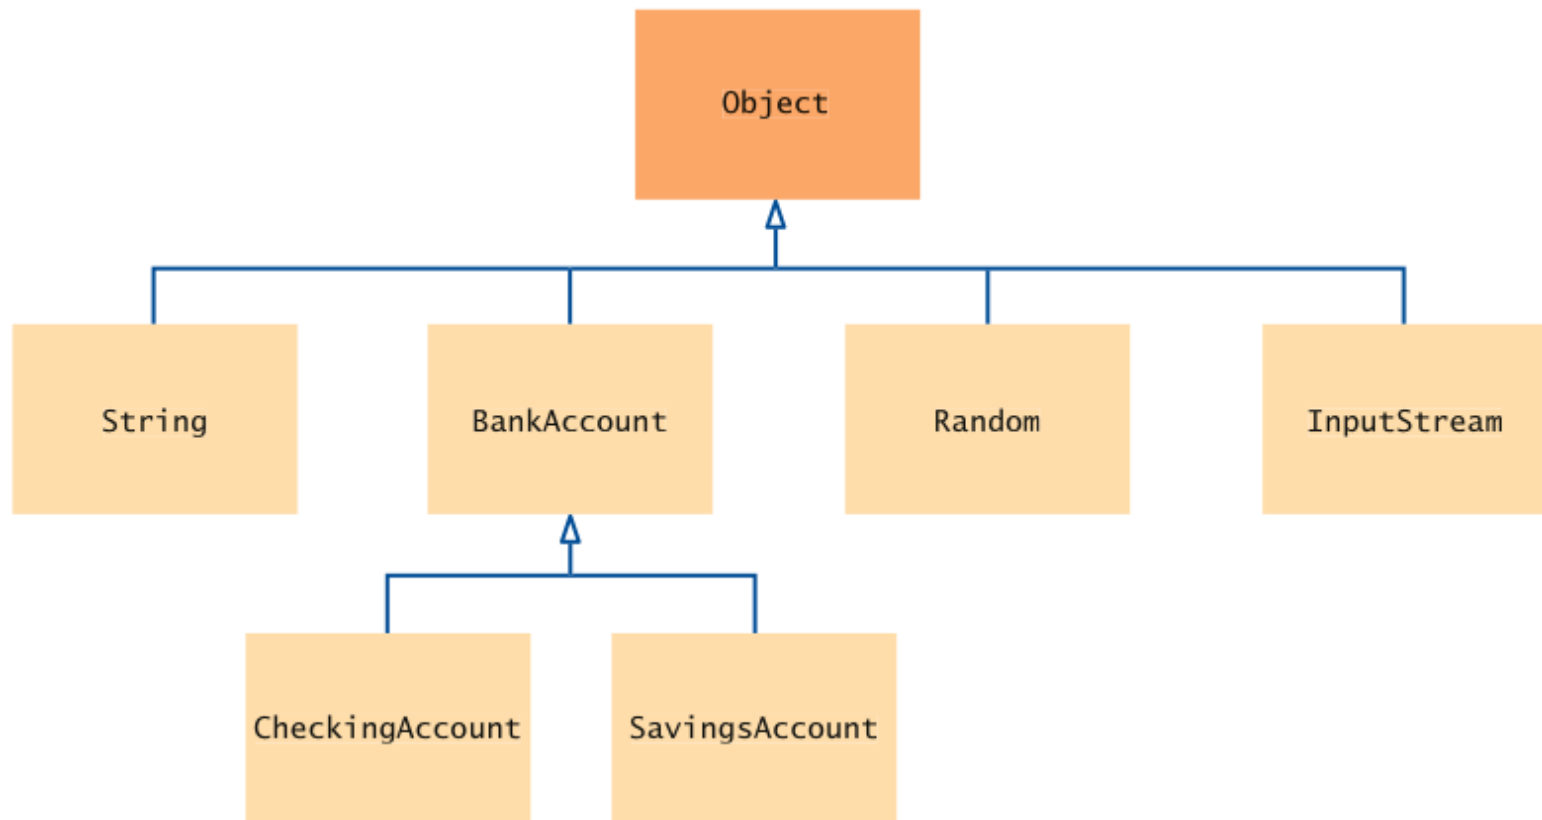 Object
String
BankAccount
Random
InputStream
CheckingAccount
SavingsAccount